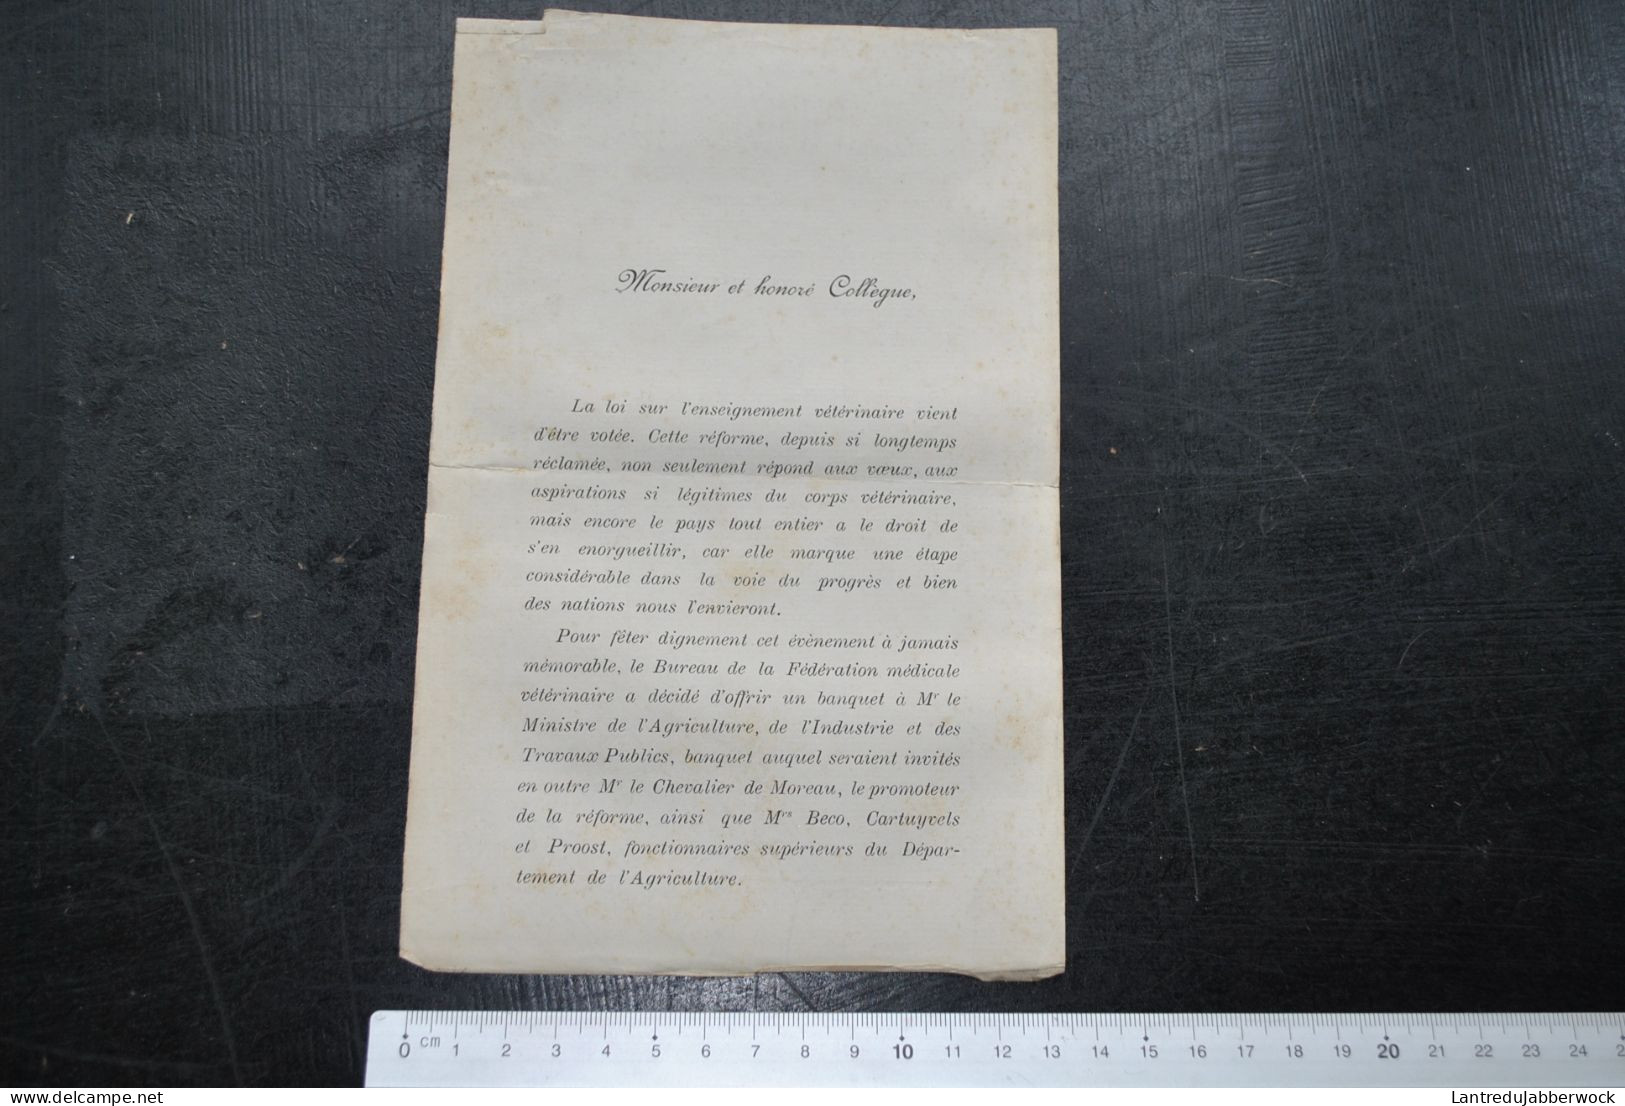 Monsieur et honoré Collègue,
La loi sur l'enseignement vétérinaire vient
d'être votée. Cette réforme, depuis si longtemps
réclamée, non seulement répond aux vœux, aux
aspirations si légitimes du corps vétérinaire,
mais encore le pays tout entier a le droit de
s'en enorgueillir, car elle marque une étape
considérable dans la voie du progrès et bien
des nations nous l'envieront.
Pour fêter dignement cet évènement à jamais
mémorable, le Bureau de la Fédération médicale
vétérinaire a décidé d'offrir un banquet à Mr le
Ministre de l'Agriculture, de l'Industrie et des
Travaux Publics, banquet auquel seraient invités
en outre Mr le Chevalier de Moreau, le promoteur
de la réforme, ainsi que Mrs Beco, Cartuyvels
et Proost, fonctionnaires supérieurs du Dépar-
tement de l'Agriculture.
0 cm 1 2 3 4 5 6 7 8 9 10 11 12 13 14 15 16 17 18 19 20 21 22 23 24
delcampe.net
LantreduJabberwock